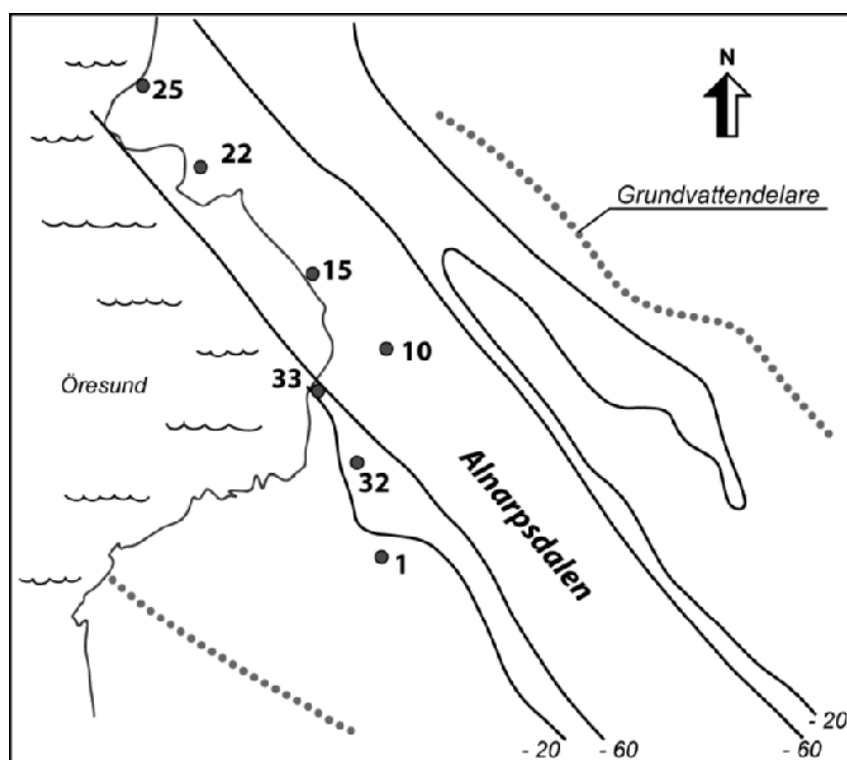 N
25
22
Grundvattendelare
15
10
33
Öresund
32
Alnarpsdalen
1
- 20
- 60
- 60
- 20